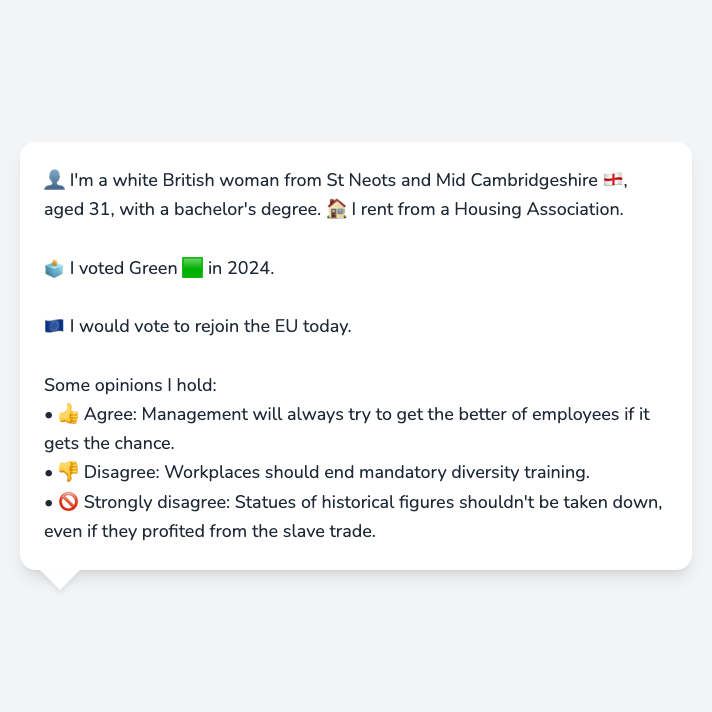 👤 I'm a white British woman from St Neots and Mid Cambridgeshire 🏴󠁧󠁢󠁥󠁮󠁧󠁿,
aged 31, with a bachelor's degree. 🏠 I rent from a Housing Association.
🗳️ I voted Green 🟩 in 2024.
🇪🇺 I would vote to rejoin the EU today.
Some opinions I hold:
• 👍 Agree: Management will always try to get the better of employees if it
gets the chance.
• 👎 Disagree: Workplaces should end mandatory diversity training.
• 🚫 Strongly disagree: Statues of historical figures shouldn't be taken down,
even if they profited from the slave trade.